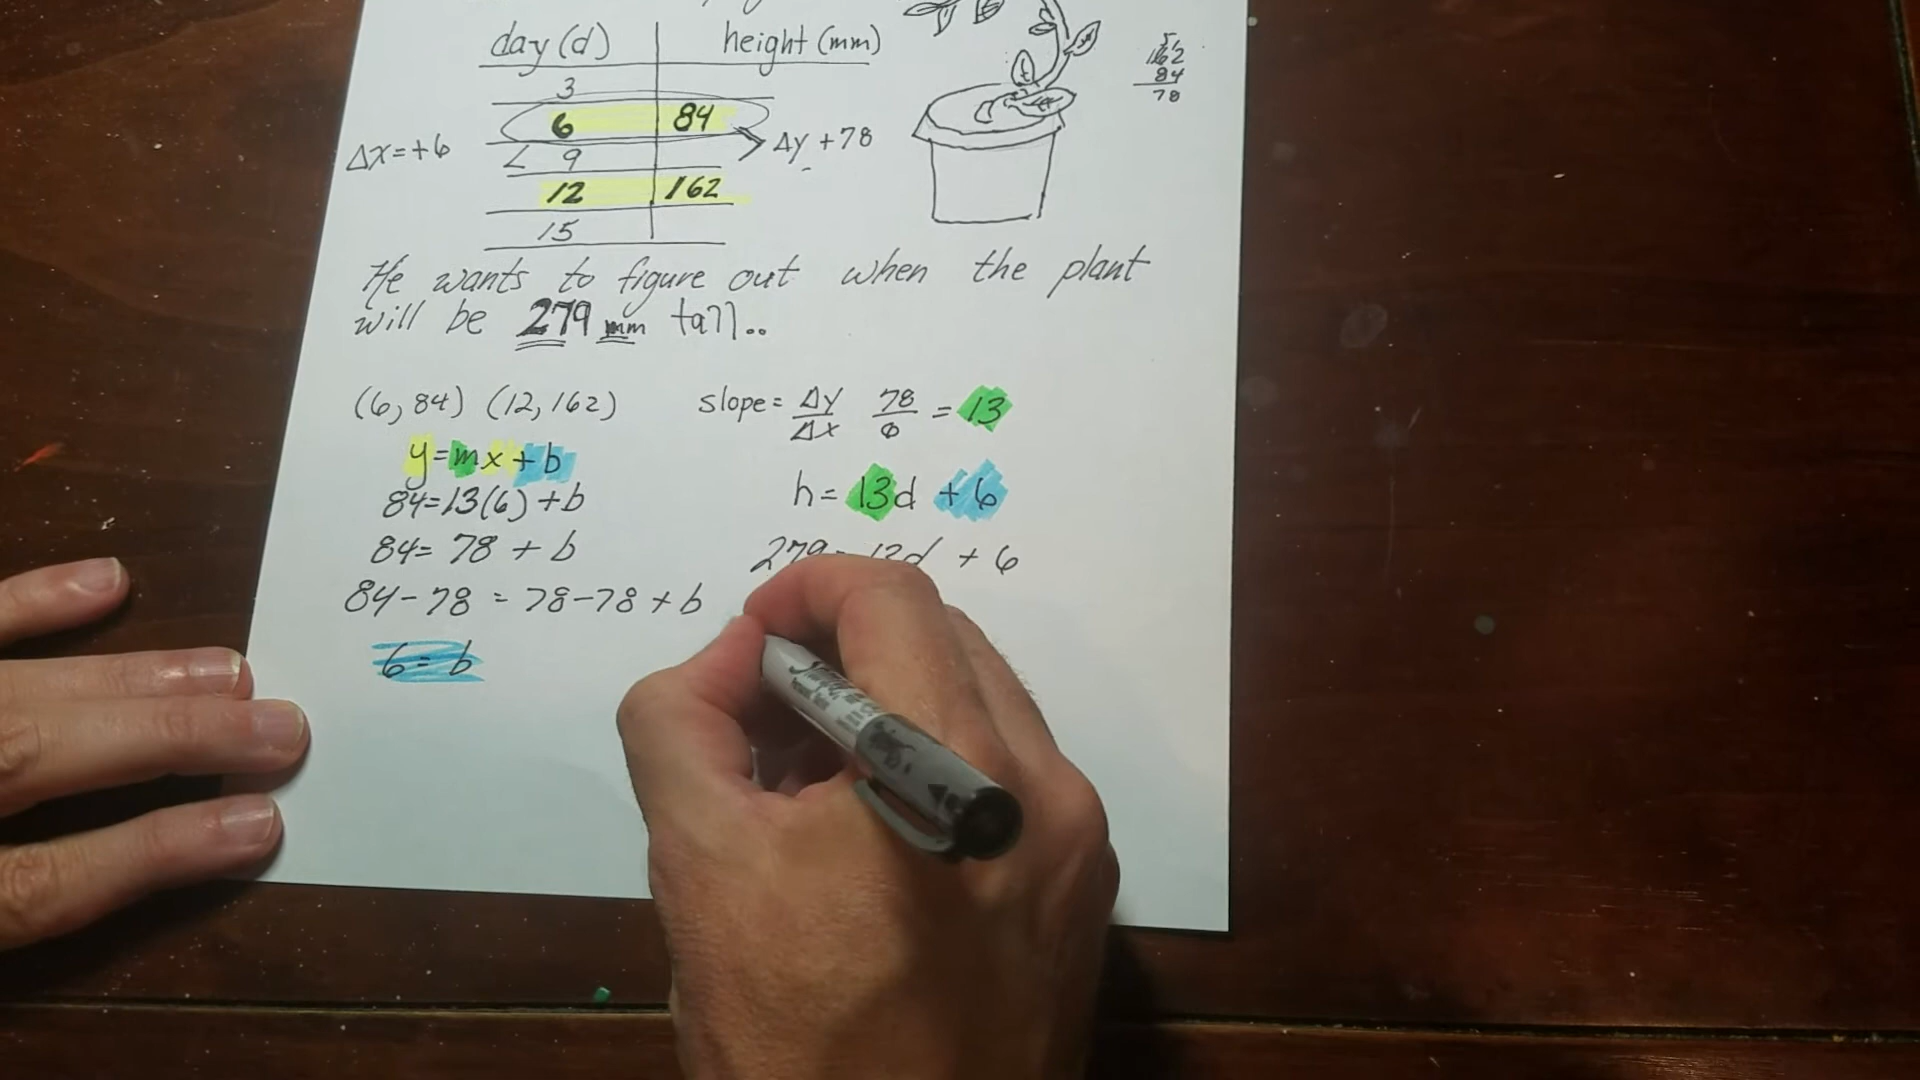 day (d) height (mm)
3
6 84
9
12 162
15
Δx=+6
Δy +78
162
84
78
He wants to figure out when the plant
will be 279 mm tall..
(6, 84) (12, 162)
y=mx+b
84=13(6)+b
84= 78 + b
84-78 = 78-78 + b
6= b
slope= Δy/Δx 78/6 = 13
h= 13d + 6
279= 13d + 6